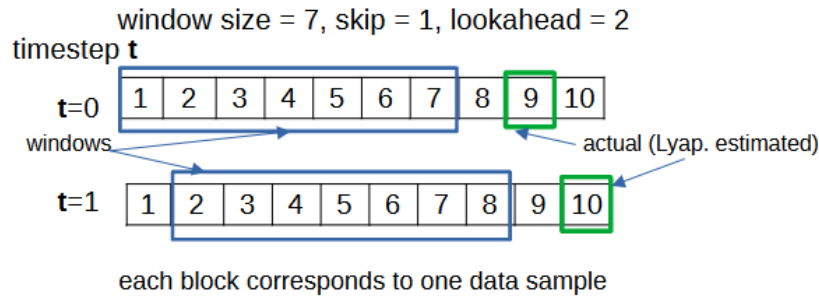 window size = 7, skip = 1, lookahead = 2
timestep t
t=0 1 2 3 4 5 6 7 8 9 10
windows actual (Lyap. estimated)
t=1 1 2 3 4 5 6 7 8 9 10
each block corresponds to one data sample